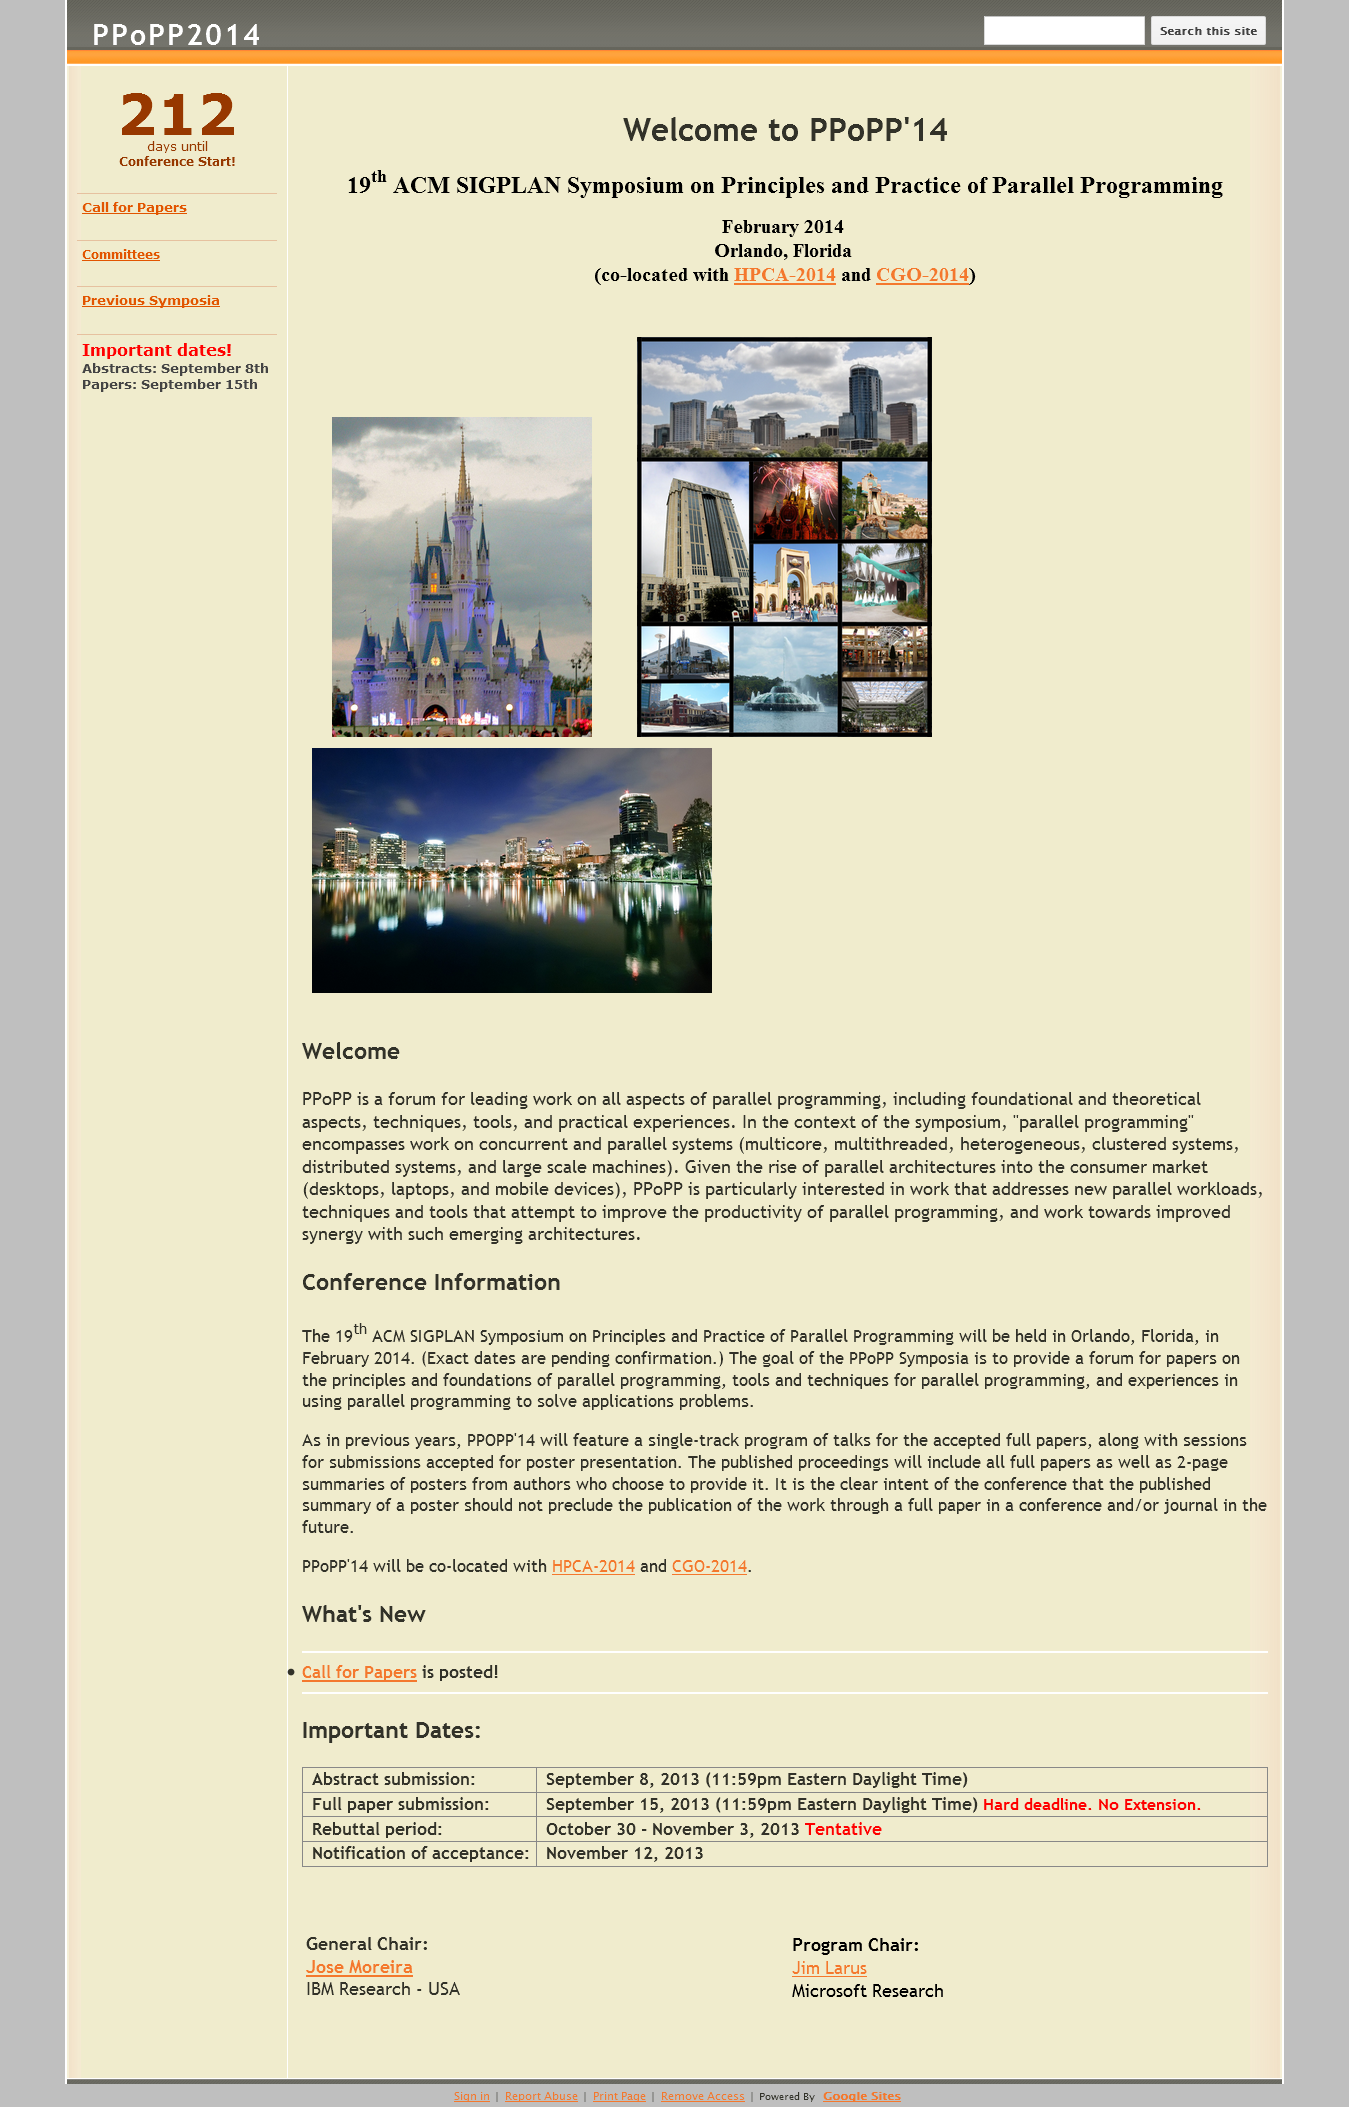 PPoPP2014
Search this site
212
days until
Conference Start!
Call for Papers
Committees
Previous Symposia
Important dates!
Abstracts: September 8th
Papers: September 15th
Welcome to PPoPP'14
19th ACM SIGPLAN Symposium on Principles and Practice of Parallel Programming
February 2014
Orlando, Florida
(co-located with HPCA-2014 and CGO-2014)
Welcome
PPoPP is a forum for leading work on all aspects of parallel programming, including foundational and theoretical
aspects, techniques, tools, and practical experiences. In the context of the symposium, "parallel programming"
encompasses work on concurrent and parallel systems (multicore, multithreaded, heterogeneous, clustered systems,
distributed systems, and large scale machines). Given the rise of parallel architectures into the consumer market
(desktops, laptops, and mobile devices), PPoPP is particularly interested in work that addresses new parallel workloads,
techniques and tools that attempt to improve the productivity of parallel programming, and work towards improved
synergy with such emerging architectures.
Conference Information
The 19th ACM SIGPLAN Symposium on Principles and Practice of Parallel Programming will be held in Orlando, Florida, in
February 2014. (Exact dates are pending confirmation.) The goal of the PPoPP Symposia is to provide a forum for papers on
the principles and foundations of parallel programming, tools and techniques for parallel programming, and experiences in
using parallel programming to solve applications problems.
As in previous years, PPOPP'14 will feature a single-track program of talks for the accepted full papers, along with sessions
for submissions accepted for poster presentation. The published proceedings will include all full papers as well as 2-page
summaries of posters from authors who choose to provide it. It is the clear intent of the conference that the published
summary of a poster should not preclude the publication of the work through a full paper in a conference and/or journal in the
future.
PPoPP'14 will be co-located with HPCA-2014 and CGO-2014.
What's New
• Call for Papers is posted!
Important Dates:
Abstract submission: September 8, 2013 (11:59pm Eastern Daylight Time)
Full paper submission: September 15, 2013 (11:59pm Eastern Daylight Time) Hard deadline. No Extension.
Rebuttal period: October 30 - November 3, 2013 Tentative
Notification of acceptance: November 12, 2013
General Chair:
Jose Moreira
IBM Research - USA
Program Chair:
Jim Larus
Microsoft Research
Sign in | Report Abuse | Print Page | Remove Access | Powered By Google Sites